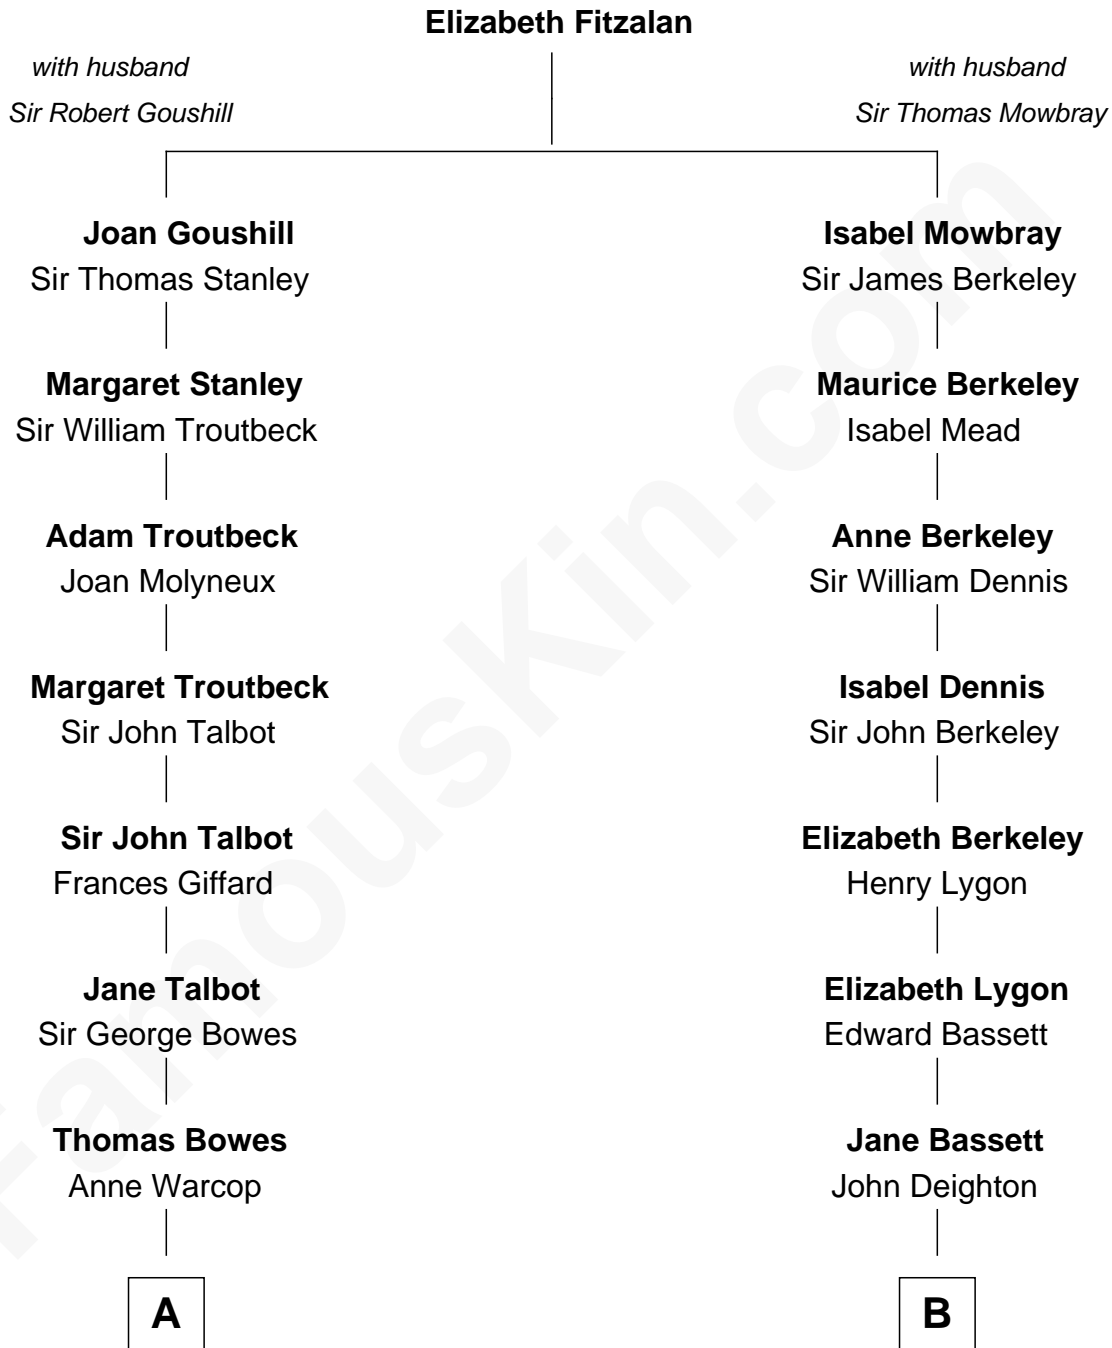 Elizabeth Fitzalan
with husband
Sir Robert Goushill
with husband
Sir Thomas Mowbray
Joan Goushill
Sir Thomas Stanley
Isabel Mowbray
Sir James Berkeley
Margaret Stanley
Sir William Troutbeck
Maurice Berkeley
Isabel Mead
Adam Troutbeck
Joan Molyneux
Anne Berkeley
Sir William Dennis
Margaret Troutbeck
Sir John Talbot
Isabel Dennis
Sir John Berkeley
Sir John Talbot
Frances Giffard
Elizabeth Berkeley
Henry Lygon
Jane Talbot
Sir George Bowes
Elizabeth Lygon
Edward Bassett
Thomas Bowes
Anne Warcop
Jane Bassett
John Deighton
A
B
FamousKin.com